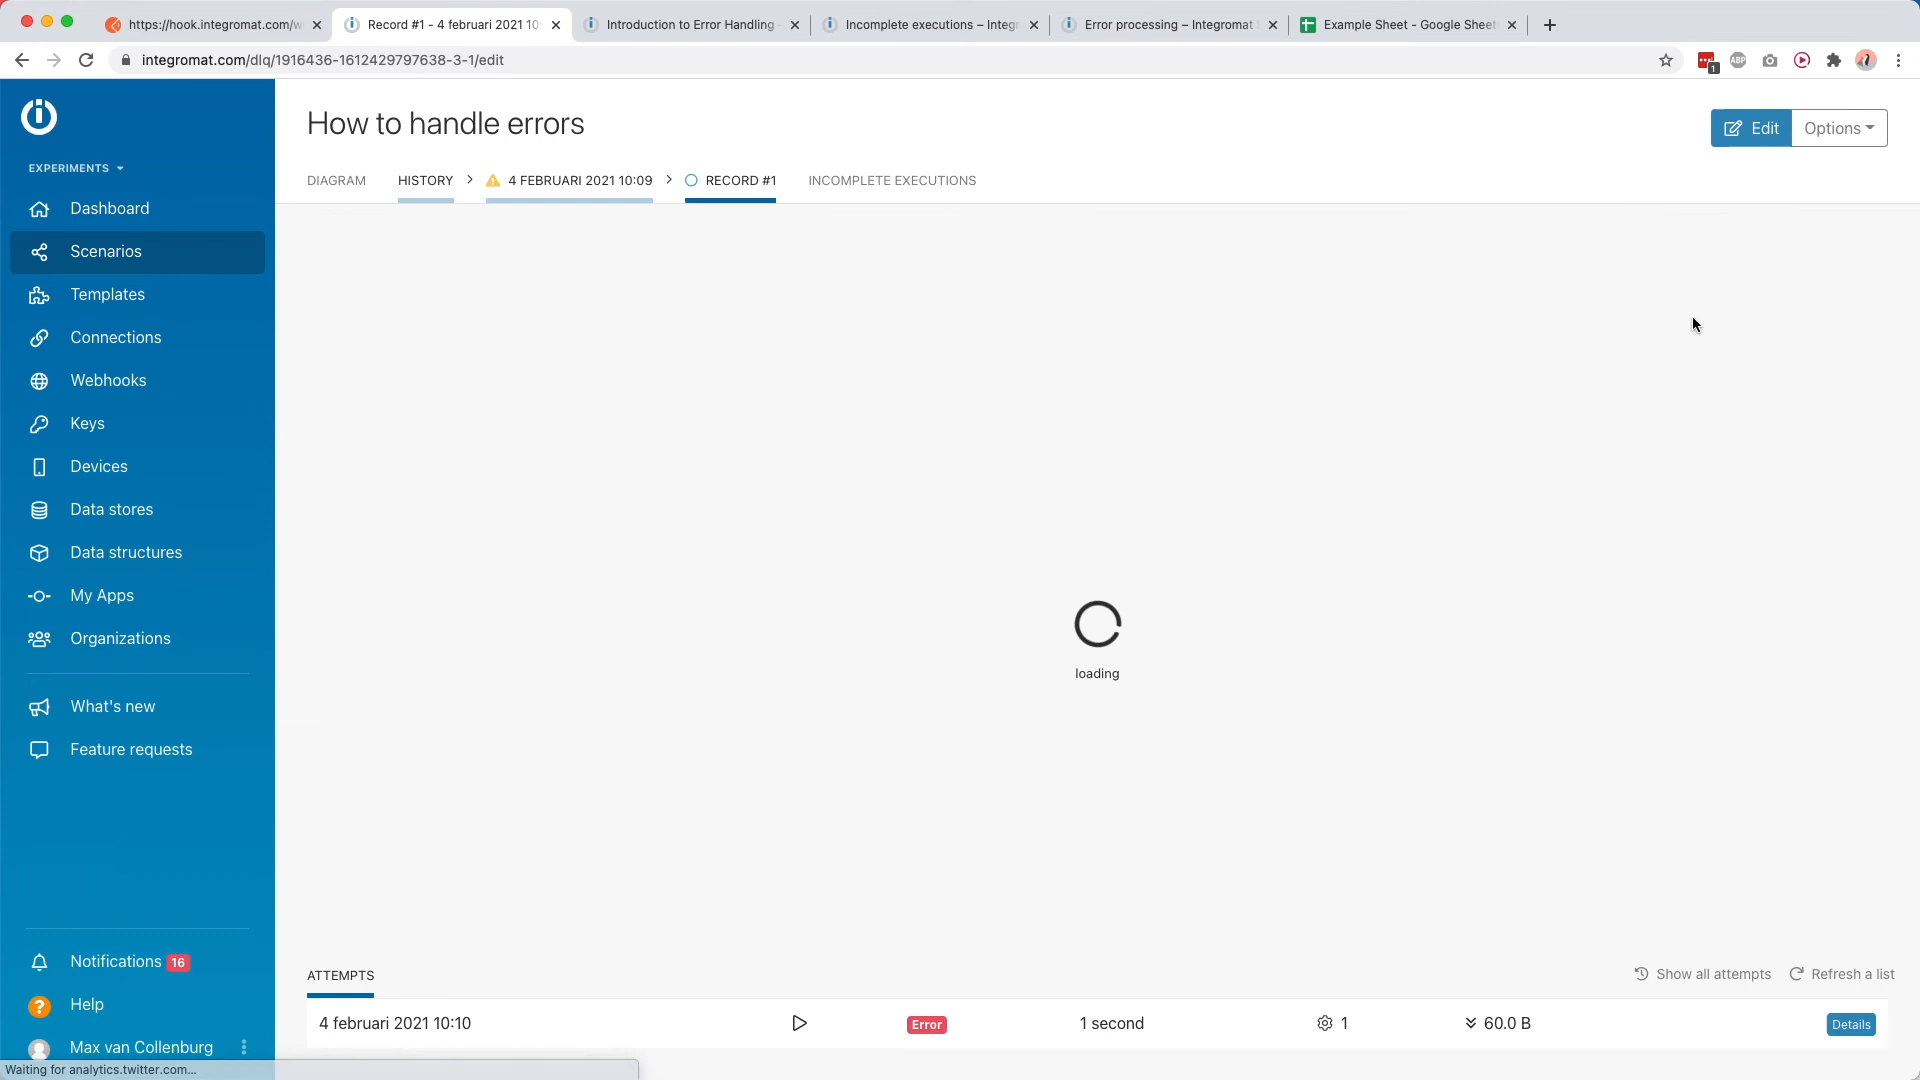 https://hook.integromat.com/w
Record #1 - 4 februari 2021 10:
Introduction to Error Handling -
Incomplete executions – Integr
Error processing – Integromat
Example Sheet - Google Sheet
integromat.com/dlq/1916436-1612429797638-3-1/edit
1
ABP
How to handle errors
Edit
Options
EXPERIMENTS
DIAGRAM
HISTORY
4 FEBRUARI 2021 10:09
RECORD #1
INCOMPLETE EXECUTIONS
Dashboard
Scenarios
Templates
Connections
Webhooks
Keys
Devices
Data stores
Data structures
My Apps
Organizations
What's new
Feature requests
loading
Notifications 16
Help
Max van Collenburg
ATTEMPTS
Show all attempts
Refresh a list
4 februari 2021 10:10
Error
1 second
1
60.0 B
Details
Waiting for analytics.twitter.com...